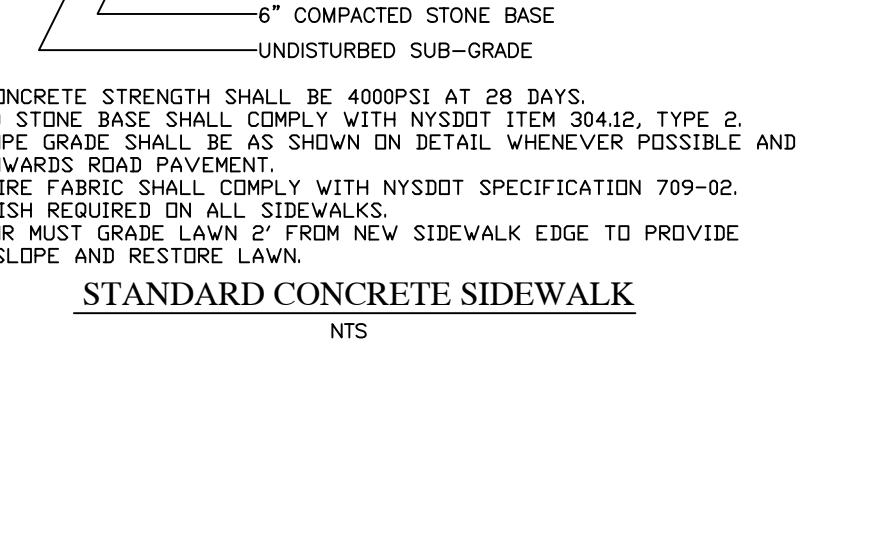 6” COMPACTED STONE BASE
UNDISTURBED SUB-GRADE
ONCRETE STRENGTH SHALL BE 4000PSI AT 28 DAYS.
STONE BASE SHALL COMPLY WITH NYSDOT ITEM 304.12, TYPE 2.
PE GRADE SHALL BE AS SHOWN ON DETAIL WHENEVER POSSIBLE AND
WARDS ROAD PAVEMENT.
IRE FABRIC SHALL COMPLY WITH NYSDOT SPECIFICATION 709-02.
ISH REQUIRED ON ALL SIDEWALKS.
R MUST GRADE LAWN 2' FROM NEW SIDEWALK EDGE TO PROVIDE
SLOPE AND RESTORE LAWN.
STANDARD CONCRETE SIDEWALK
NTS